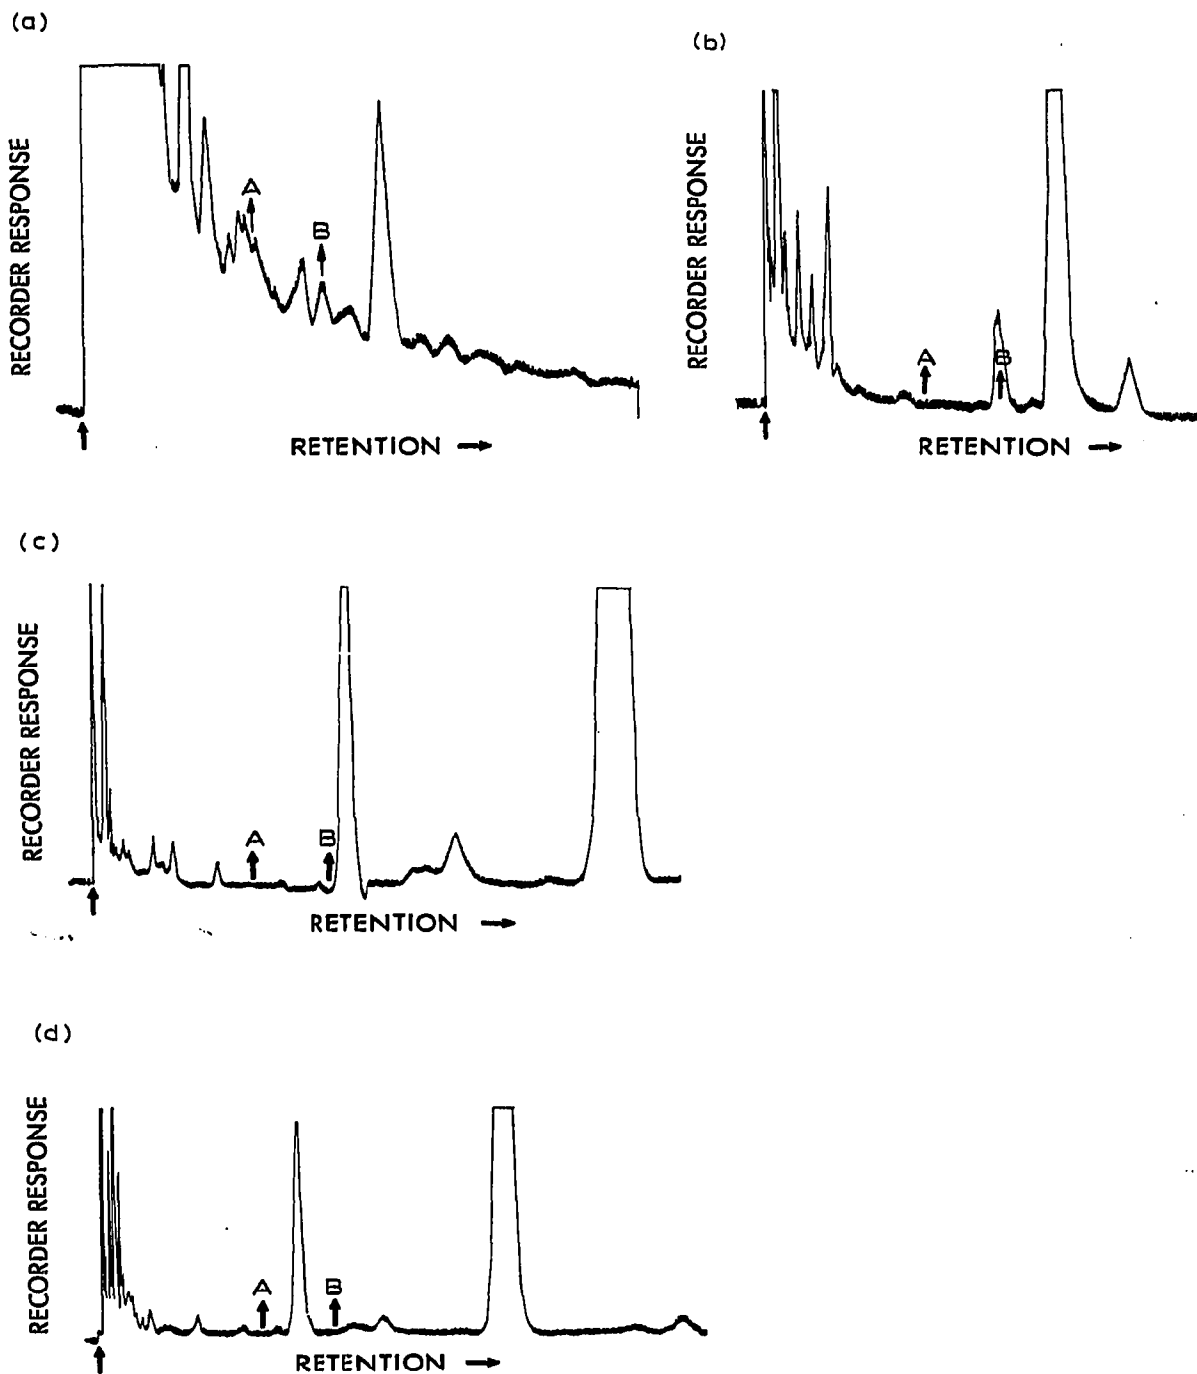 (a)
RECORDER RESPONSE
A
B
RETENTION →
(b)
RECORDER RESPONSE
A
B
RETENTION →
(c)
RECORDER RESPONSE
A
B
RETENTION →
(d)
RECORDER RESPONSE
A
B
RETENTION →